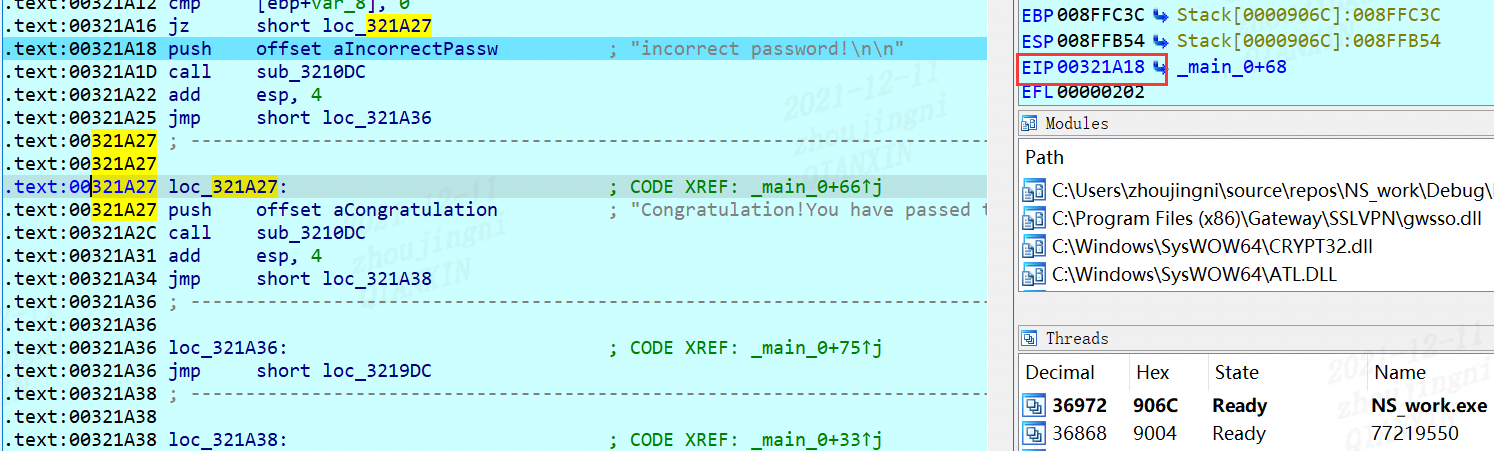 .text:00321A12 cmp [ebp+var_8], 0
.text:00321A16 jz short loc_321A27
.text:00321A18 push offset aIncorrectPassw ; "incorrect password!\n\n"
.text:00321A1D call sub_3210DC
.text:00321A22 add esp, 4
.text:00321A25 jmp short loc_321A36
.text:00321A27 ; ---------------------------------------------------------------------------
.text:00321A27
.text:00321A27 loc_321A27: ; CODE XREF: _main_0+66↑j
.text:00321A27 push offset aCongratulation ; "Congratulation!You have passed t
.text:00321A2C call sub_3210DC
.text:00321A31 add esp, 4
.text:00321A34 jmp short loc_321A38
.text:00321A36 ; ---------------------------------------------------------------------------
.text:00321A36
.text:00321A36 loc_321A36: ; CODE XREF: _main_0+75↑j
.text:00321A36 jmp short loc_3219DC
.text:00321A38 ; ---------------------------------------------------------------------------
.text:00321A38
.text:00321A38 loc_321A38: ; CODE XREF: _main_0+33↑j
EBP 008FFC3C Stack[0000906C]:008FFC3C
ESP 008FFB54 Stack[0000906C]:008FFB54
EIP 00321A18 _main_0+68
EFL 00000202
Modules
Path
C:\Users\zhoujingni\source\repos\NS_work\Debug\
C:\Program Files (x86)\Gateway\SSLVPN\gwsso.dll
C:\Windows\SysWOW64\CRYPT32.dll
C:\Windows\SysWOW64\ATL.DLL
Threads
Decimal Hex State Name
36972 906C Ready NS_work.exe
36868 9004 Ready 77219550
2021-12-11
zhoujingni
QIANXIN